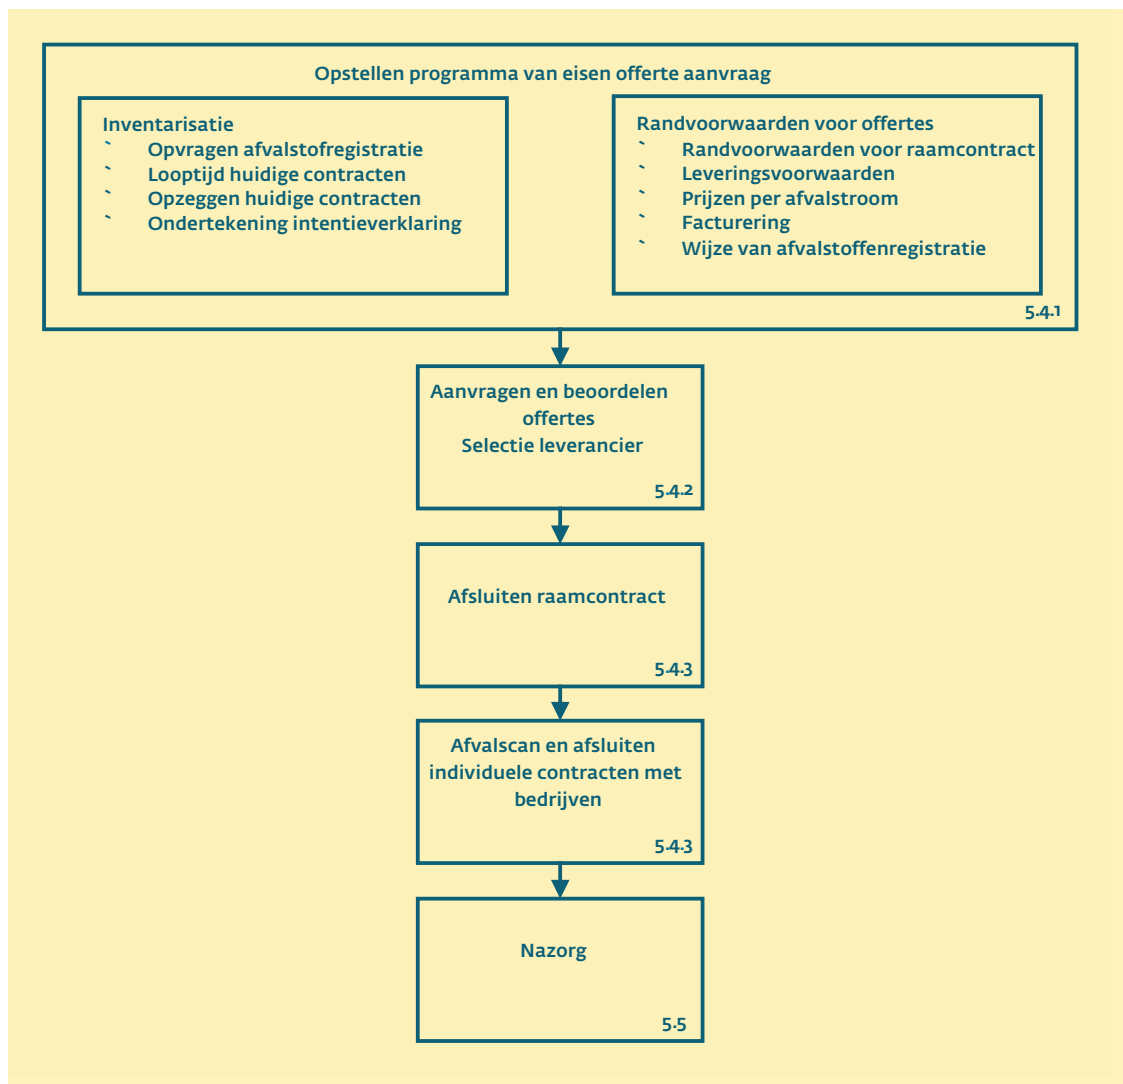 Opstellen programma van eisen offerte aanvraag
Inventarisatie
` Opvragen afvalstofregistratie
` Looptijd huidige contracten
` Opzeggen huidige contracten
` Ondertekening intentieverklaring
Randvoorwaarden voor offertes
` Randvoorwaarden voor raamcontract
` Leveringsvoorwaarden
` Prijzen per afvalstroom
` Facturering
` Wijze van afvalstoffenregistratie
5.4.1
Aanvragen en beoordelen
offertes
Selectie leverancier
5.4.2
Afsluiten raamcontract
5.4.3
Afvalscan en afsluiten
individuele contracten met
bedrijven
5.4.3
Nazorg
5.5